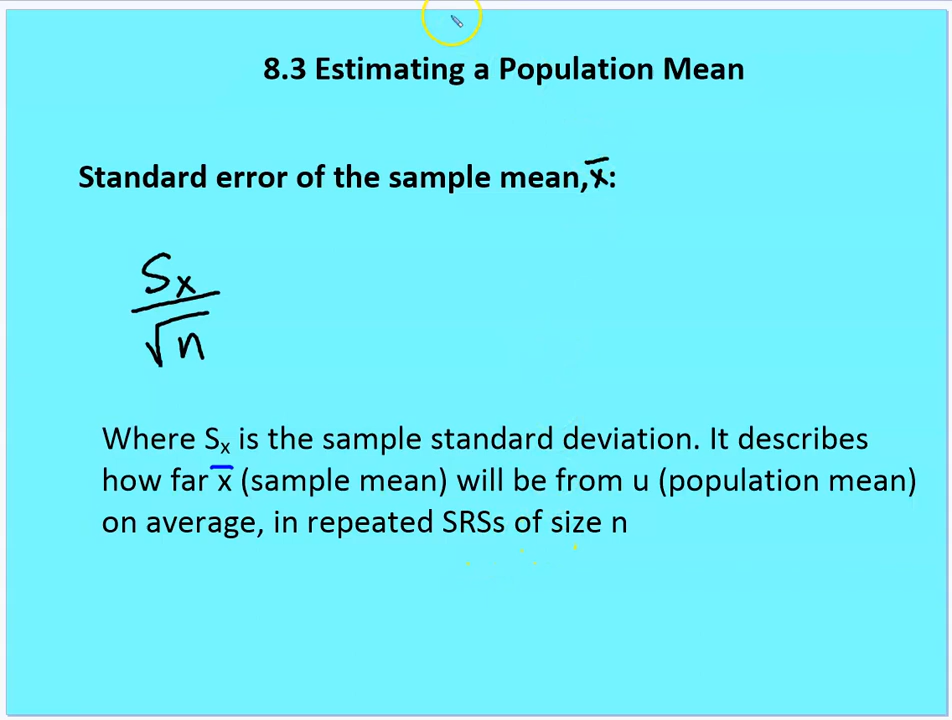 8.3 Estimating a Population Mean
Standard error of the sample mean, x̄:
Sx
√n
Where Sₓ is the sample standard deviation. It describes
how far x̄ (sample mean) will be from u (population mean)
on average, in repeated SRSs of size n